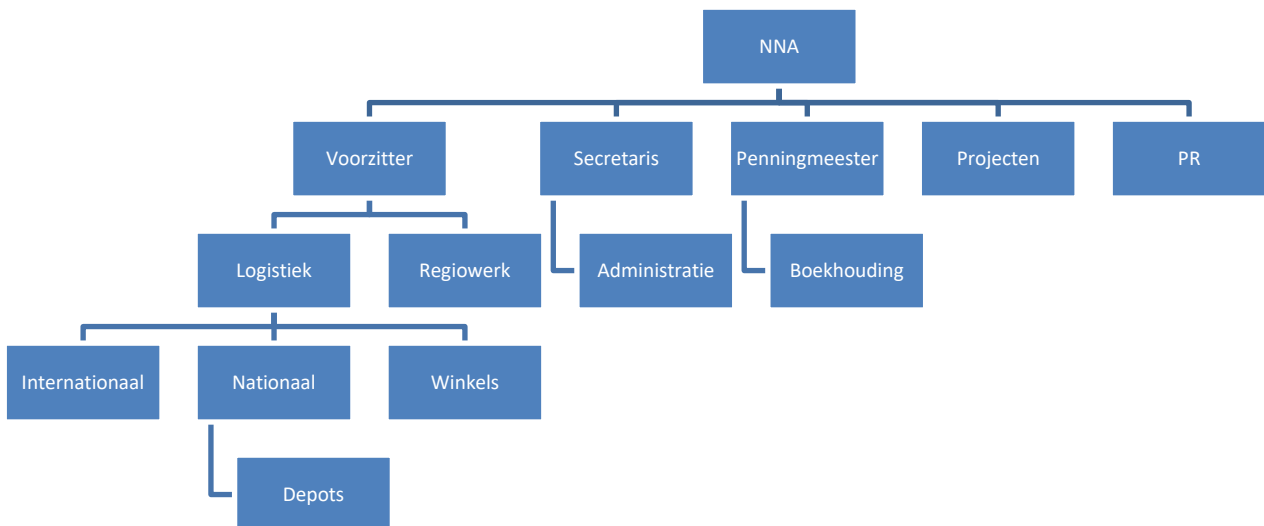 NNA
Voorzitter
Secretaris
Penningmeester
Projecten
PR
Logistiek
Regiowerk
Administratie
Boekhouding
Internationaal
Nationaal
Winkels
Depots